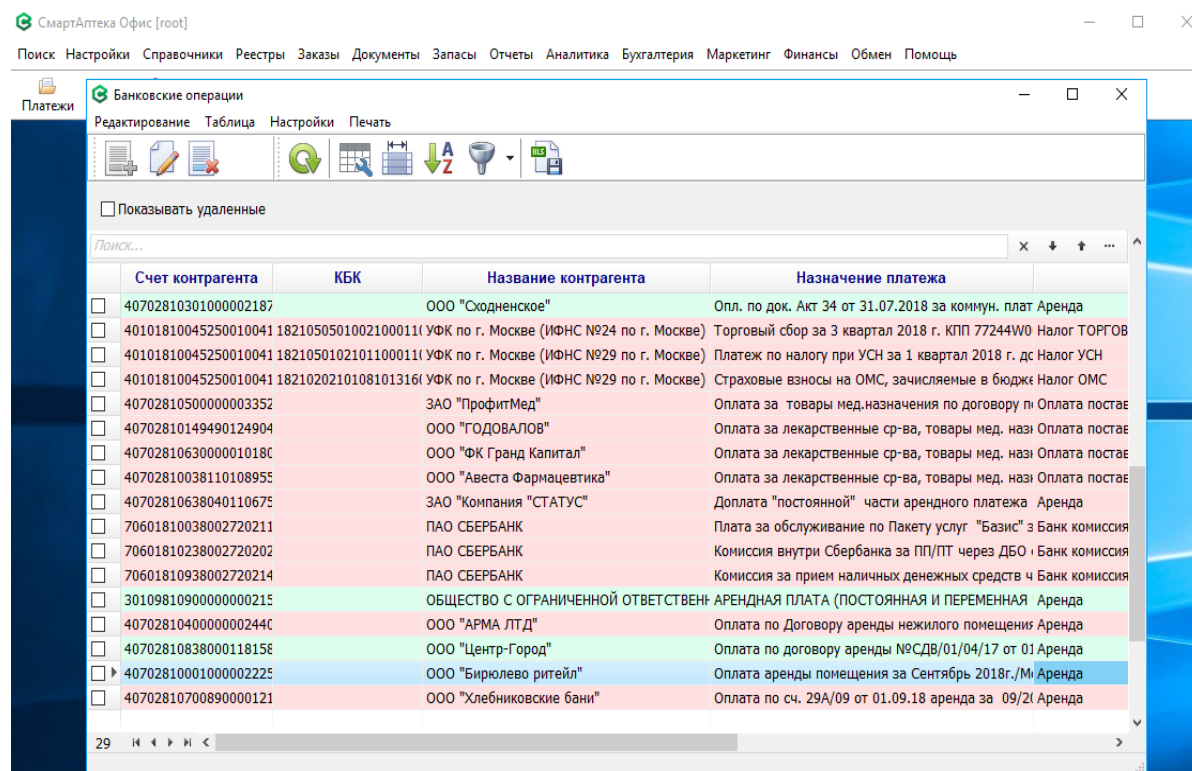 СмартАптека Офис [root]
Поиск Настройки Справочники Реестры Заказы Документы Запасы Отчеты Аналитика Бухгалтерия Маркетинг Финансы Обмен Помощь
Платежи
Банковские операции
Редактирование Таблица Настройки Печать
Показывать удаленные
Поиск...
Счет контрагента КБК Название контрагента Назначение платежа
40702810301000002187 ООО "Сходненское" Опл. по док. Акт 34 от 31.07.2018 за коммун. плат Аренда
40101810045250010041 1821050501002100011 УФК по г. Москве (ИФНС №24 по г. Москве) Торговый сбор за 3 квартал 2018 г. КПП 77244W0 Налог ТОРГОВ
40101810045250010041 1821050102101100011 УФК по г. Москве (ИФНС №29 по г. Москве) Платеж по налогу при УСН за 1 квартал 2018 г. Налог УСН
40101810045250010041 1821020210108101316 УФК по г. Москве (ИФНС №29 по г. Москве) Страховые взносы на ОМС, зачисляемые в бюдже Налог ОМС
40702810500000003352 ЗАО "ПрофитМед" Оплата за товары мед.назначения по договору Оплата постав
40702810149490124904 ООО "ГОДОВАЛОВ" Оплата за лекарственные ср-ва, товары мед. Оплата постав
40702810630000010180 ООО "ФК Гранд Капитал" Оплата за лекарственные ср-ва, товары мед. Оплата постав
40702810038110108955 ООО "Авеста Фармацевтика" Оплата за лекарственные ср-ва, товары мед. Оплата постав
40702810638040110675 ЗАО "Компания "СТАТУС" Доплата "постоянной" части арендного платежа Аренда
70601810038002720211 ПАО СБЕРБАНК Плата за обслуживание по Пакету услуг "Базис" з Банк комиссия
70601810238002720202 ПАО СБЕРБАНК Комиссия внутри Сбербанка за ПП/ПТ через ДБО Банк комиссия
70601810938002720214 ПАО СБЕРБАНК Комиссия за прием наличных денежных средств ч Банк комиссия
30109810900000000215 ОБЩЕСТВО С ОГРАНИЧЕННОЙ ОТВЕТСТВЕН АРЕНДНАЯ ПЛАТА (ПОСТОЯННАЯ И ПЕРЕМЕННАЯ Аренда
40702810400000002440 ООО "АРМА ЛТД" Оплата по Договору аренды нежилого помещения Аренда
40702810838000118158 ООО "Центр-Город" Оплата по договору аренды №СДВ/01/04/17 от 01 Аренда
40702810001000002225 ООО "Бирюлево ритейл" Оплата аренды помещения за Сентябрь 2018г./М Аренда
40702810700890000121 ООО "Хлебниковские бани" Оплата по сч. 29А/09 от 01.09.18 аренда за 09/2 Аренда
29